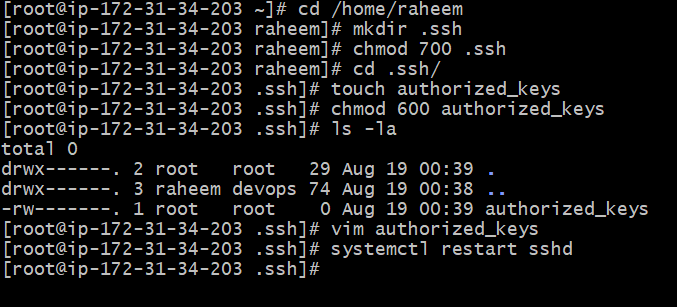 [root@ip-172-31-34-203 ~]# cd /home/raheem
[root@ip-172-31-34-203 raheem]# mkdir .ssh
[root@ip-172-31-34-203 raheem]# chmod 700 .ssh
[root@ip-172-31-34-203 raheem]# cd .ssh/
[root@ip-172-31-34-203 .ssh]# touch authorized_keys
[root@ip-172-31-34-203 .ssh]# chmod 600 authorized_keys
[root@ip-172-31-34-203 .ssh]# ls -la
total 0
drwx------. 2 root   root   29 Aug 19 00:39 .
drwx------. 3 raheem devops 74 Aug 19 00:38 ..
-rw-------. 1 root   root    0 Aug 19 00:39 authorized_keys
[root@ip-172-31-34-203 .ssh]# vim authorized_keys
[root@ip-172-31-34-203 .ssh]# systemctl restart sshd
[root@ip-172-31-34-203 .ssh]#